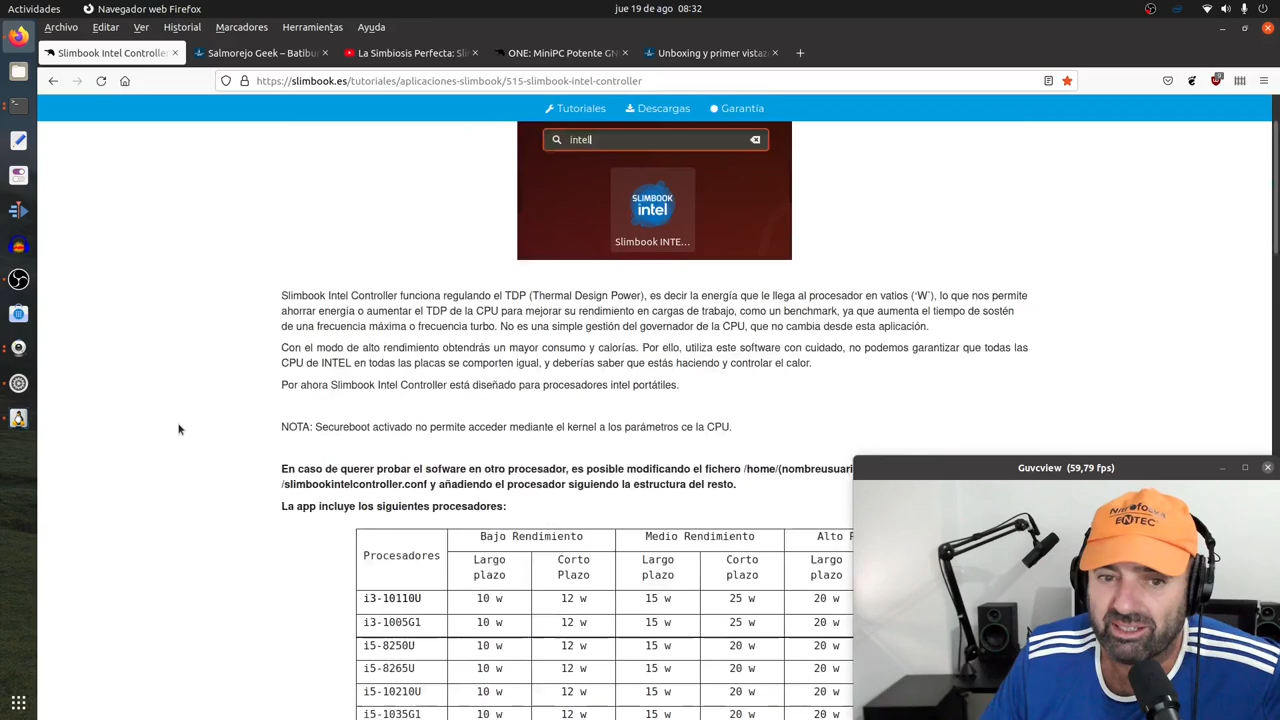 Actividades
Navegador web Firefox
jue 19 de ago 08:32
Archivo Editar Ver Historial Marcadores Herramientas Ayuda
Slimbook Intel Controller
Salmorejo Geek – Batibu
La Simbiosis Perfecta: Sli
ONE: MiniPC Potente GN
Unboxing y primer vistaz
https://slimbook.es/tutoriales/aplicaciones-slimbook/515-slimbook-intel-controller
Tutoriales Descargas Garantía
intel
SLIMBOOK
intel
Slimbook INTE...
Slimbook Intel Controller funciona regulando el TDP (Thermal Design Power), es decir la energía que le llega al procesador en vatios ('W'), lo que nos permite
ahorrar energía o aumentar el TDP de la CPU para mejorar su rendimiento en cargas de trabajo, como un benchmark, ya que aumenta el tiempo de sostén
de una frecuencia máxima o frecuencia turbo. No es una simple gestión del governador de la CPU, que no cambia desde esta aplicación.
Con el modo de alto rendimiento obtendrás un mayor consumo y calorías. Por ello, utiliza este software con cuidado, no podemos garantizar que todas las
CPU de INTEL en todas las placas se comporten igual, y deberías saber que estás haciendo y controlar el calor.
Por ahora Slimbook Intel Controller está diseñado para procesadores intel portátiles.
NOTA: Secureboot activado no permite acceder mediante el kernel a los parámetros ce la CPU.
En caso de querer probar el sofware en otro procesador, es posible modificando el fichero /home/(nombreusuari
/slimbookintelcontroller.conf y añadiendo el procesador siguiendo la estructura del resto.
La app incluye los siguientes procesadores:
Procesadores
Bajo Rendimiento Medio Rendimiento Alto R
Largo plazo Corto Plazo Largo plazo Corto plazo Largo plazo
i3-10110U 10 w 12 w 15 w 25 w 20 w
i3-1005G1 10 w 12 w 15 w 25 w 20 w
i5-8250U 10 w 12 w 15 w 20 w 20 w
i5-8265U 10 w 12 w 15 w 20 w 20 w
i5-10210U 10 w 12 w 15 w 20 w 20 w
i5-1035G1 10 w 12 w 15 w 20 w 20 w
Guvcview (59,79 fps)
Nitrofoska
ENTEC